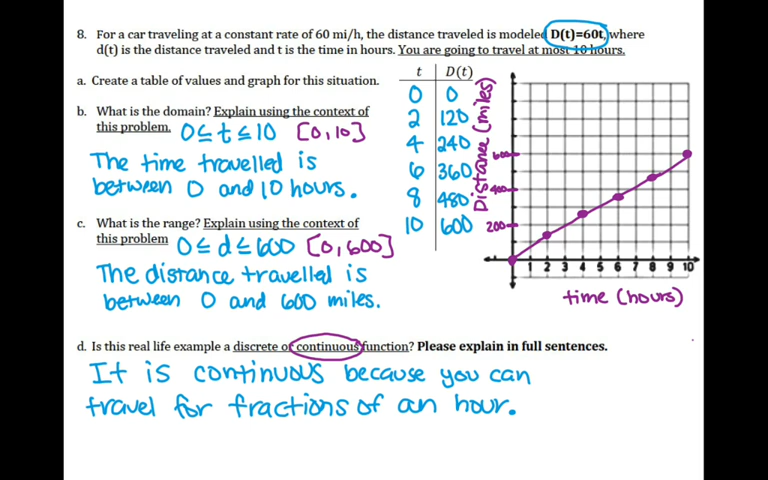 8. For a car traveling at a constant rate of 60 mi/h, the distance traveled is modeled D(t)=60t, where
d(t) is the distance traveled and t is the time in hours. You are going to travel at most 10 hours.
a. Create a table of values and graph for this situation.
b. What is the domain? Explain using the context of
this problem. 0 ≤ t ≤ 10 [0,10]
The time travelled is
between 0 and 10 hours.
c. What is the range? Explain using the context of
this problem 0 ≤ d ≤ 600 [0,600]
The distance travelled is
between 0 and 600 miles.
t D(t)
0 0
2 120
4 240
6 360
8 480
10 600
Distance (miles)
600
400
200
1 2 3 4 5 6 7 8 9 10
time (hours)
d. Is this real life example a discrete or continuous function? Please explain in full sentences.
It is continuous because you can
travel for fractions of an hour.